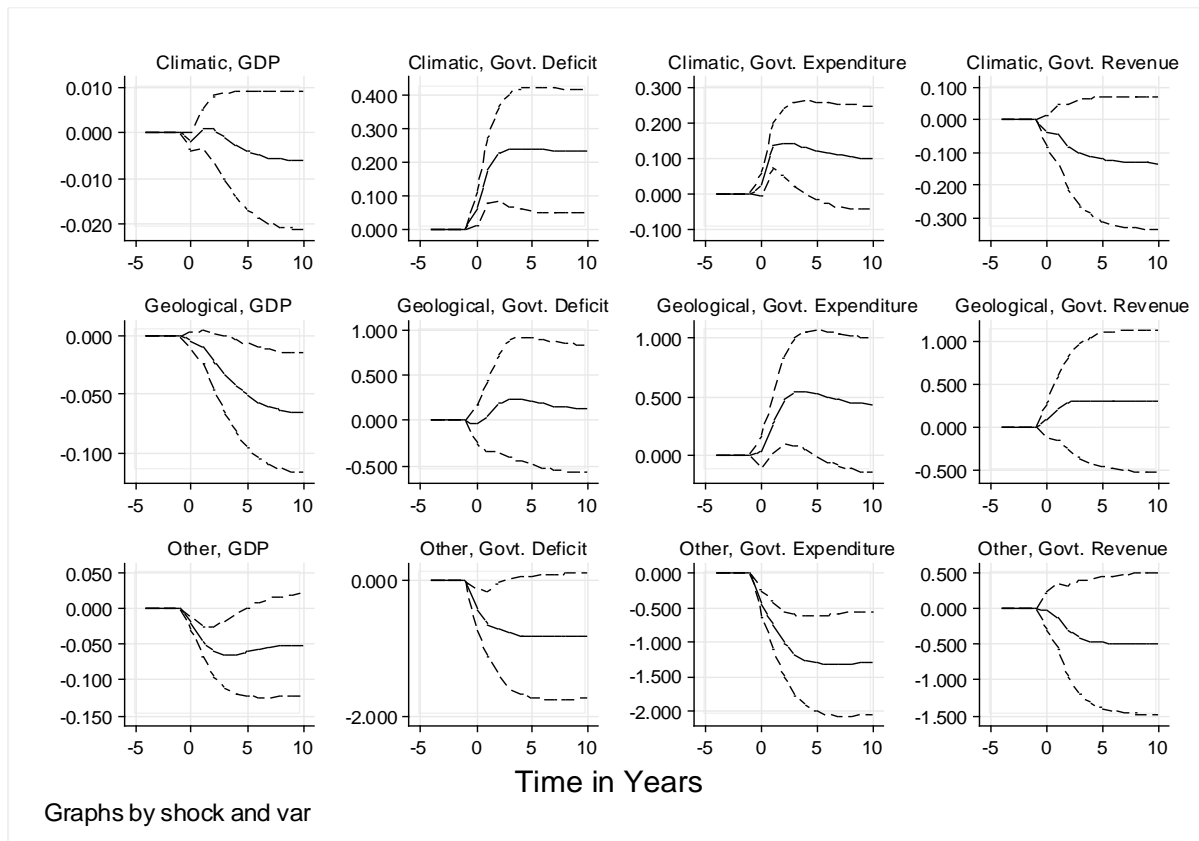 Climatic, GDP
0.010
0.000
-0.010
-0.020
-5 0 5 10
Climatic, Govt. Deficit
0.400
0.300
0.200
0.100
0.000
-5 0 5 10
Climatic, Govt. Expenditure
0.300
0.200
0.100
0.000
-0.100
-5 0 5 10
Climatic, Govt. Revenue
0.100
0.000
-0.100
-0.200
-0.300
-5 0 5 10
Geological, GDP
0.000
-0.050
-0.100
-5 0 5 10
Geological, Govt. Deficit
1.000
0.500
0.000
-0.500
-5 0 5 10
Geological, Govt. Expenditure
1.000
0.500
0.000
-5 0 5 10
Geological, Govt. Revenue
1.000
0.500
0.000
-0.500
-5 0 5 10
Other, GDP
0.050
0.000
-0.050
-0.100
-0.150
-5 0 5 10
Other, Govt. Deficit
0.000
-2.000
-5 0 5 10
Other, Govt. Expenditure
0.000
-0.500
-1.000
-1.500
-2.000
-5 0 5 10
Other, Govt. Revenue
0.500
0.000
-0.500
-1.000
-1.500
-5 0 5 10
Time in Years
Graphs by shock and var